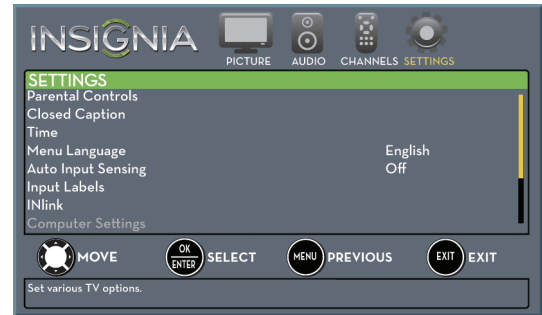 INSIGNIA
PICTURE AUDIO CHANNELS SETTINGS
SETTINGS
Parental Controls
Closed Caption
Time
Menu Language English
Auto Input Sensing Off
Input Labels
INlink
Computer Settings
MOVE OK ENTER SELECT MENU PREVIOUS EXIT EXIT
Set various TV options.